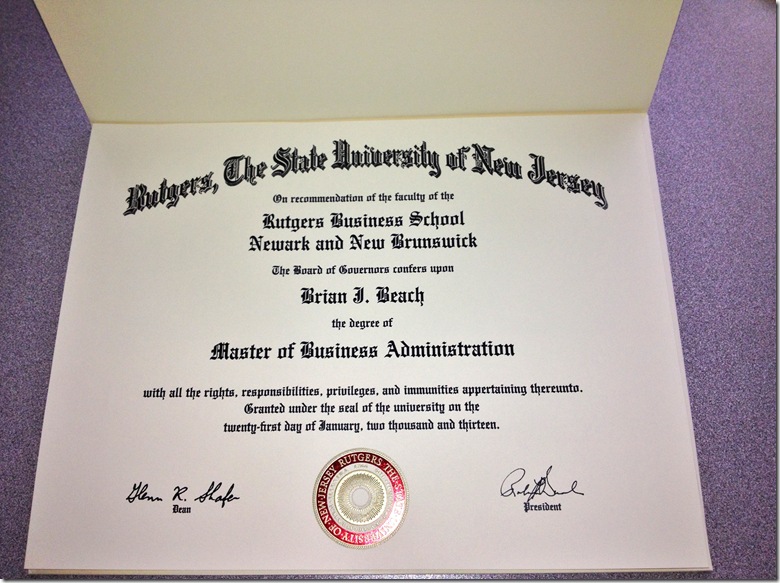 Rutgers, The State University of New Jersey
On recommendation of the faculty of the
Rutgers Business School
Newark and New Brunswick
The Board of Governors confers upon
Brian J. Beach
the degree of
Master of Business Administration
with all the rights, responsibilities, privileges, and immunities appertaining thereunto.
Granted under the seal of the university on the
twenty-first day of January, two thousand and thirteen.
Glenn R. Shafer
Dean
RUTGERS THE STATE UNIVERSITY OF NEW JERSEY
President